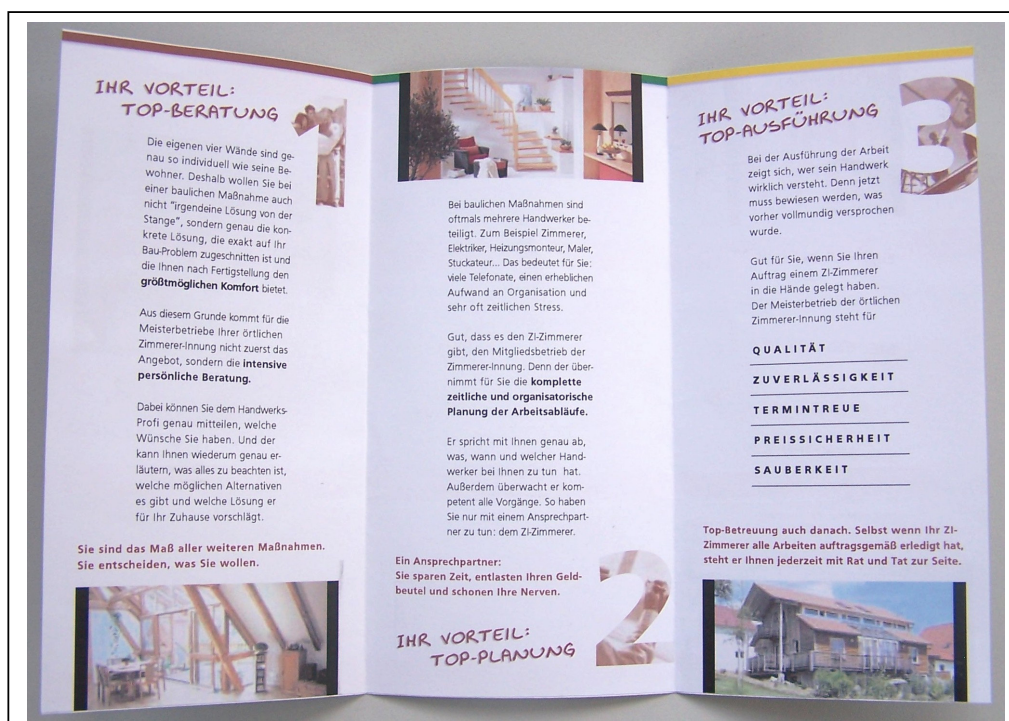 IHR VORTEIL:
TOP-BERATUNG
1
Die eigenen vier Wände sind ge-
nau so individuell wie seine Be-
wohner. Deshalb wollen Sie bei
einer baulichen Maßnahme auch
nicht "irgendeine Lösung von der
Stange", sondern genau die kon-
krete Lösung, die exakt auf Ihr
Bau-Problem zugeschnitten ist und
die Ihnen nach Fertigstellung den
größtmöglichen Komfort bietet.
Aus diesem Grunde kommt für die
Meisterbetriebe Ihrer örtlichen
Zimmerer-Innung nicht zuerst das
Angebot, sondern die intensive
persönliche Beratung.
Dabei können Sie dem Handwerks-
Profi genau mitteilen, welche
Wünsche Sie haben. Und der
kann Ihnen wiederum genau er-
läutern, was alles zu beachten ist,
welche möglichen Alternativen
es gibt und welche Lösung er
für Ihr Zuhause vorschlägt.
Sie sind das Maß aller weiteren Maßnahmen.
Sie entscheiden, was Sie wollen.
Bei baulichen Maßnahmen sind
oftmals mehrere Handwerker be-
teiligt. Zum Beispiel Zimmerer,
Elektriker, Heizungsmonteur, Maler,
Stuckateur... Das bedeutet für Sie:
viele Telefonate, einen erheblichen
Aufwand an Organisation und
sehr oft zeitlichen Stress.
Gut, dass es den ZI-Zimmerer
gibt, den Mitgliedsbetrieb der
Zimmerer-Innung. Denn der über-
nimmt für Sie die komplette
zeitliche und organisatorische
Planung der Arbeitsabläufe.
Er spricht mit Ihnen genau ab,
was, wann und welcher Hand-
werker bei Ihnen zu tun hat.
Außerdem überwacht er kom-
petent alle Vorgänge. So haben
Sie nur mit einem Ansprechpart-
ner zu tun: dem ZI-Zimmerer.
Ein Ansprechpartner:
Sie sparen Zeit, entlasten Ihren Geld-
beutel und schonen Ihre Nerven.
2
IHR VORTEIL:
TOP-PLANUNG
IHR VORTEIL:
TOP-AUSFÜHRUNG
3
Bei der Ausführung der Arbeit
zeigt sich, wer sein Handwerk
wirklich versteht. Denn jetzt
muss bewiesen werden, was
vorher vollmundig versprochen
wurde.
Gut für Sie, wenn Sie Ihren
Auftrag einem ZI-Zimmerer
in die Hände gelegt haben.
Der Meisterbetrieb der örtlichen
Zimmerer-Innung steht für
QUALITÄT
ZUVERLÄSSIGKEIT
TERMINTREUE
PREISSICHERHEIT
SAUBERKEIT
Top-Betreuung auch danach. Selbst wenn Ihr ZI-
Zimmerer alle Arbeiten auftragsgemäß erledigt hat,
steht er Ihnen jederzeit mit Rat und Tat zur Seite.